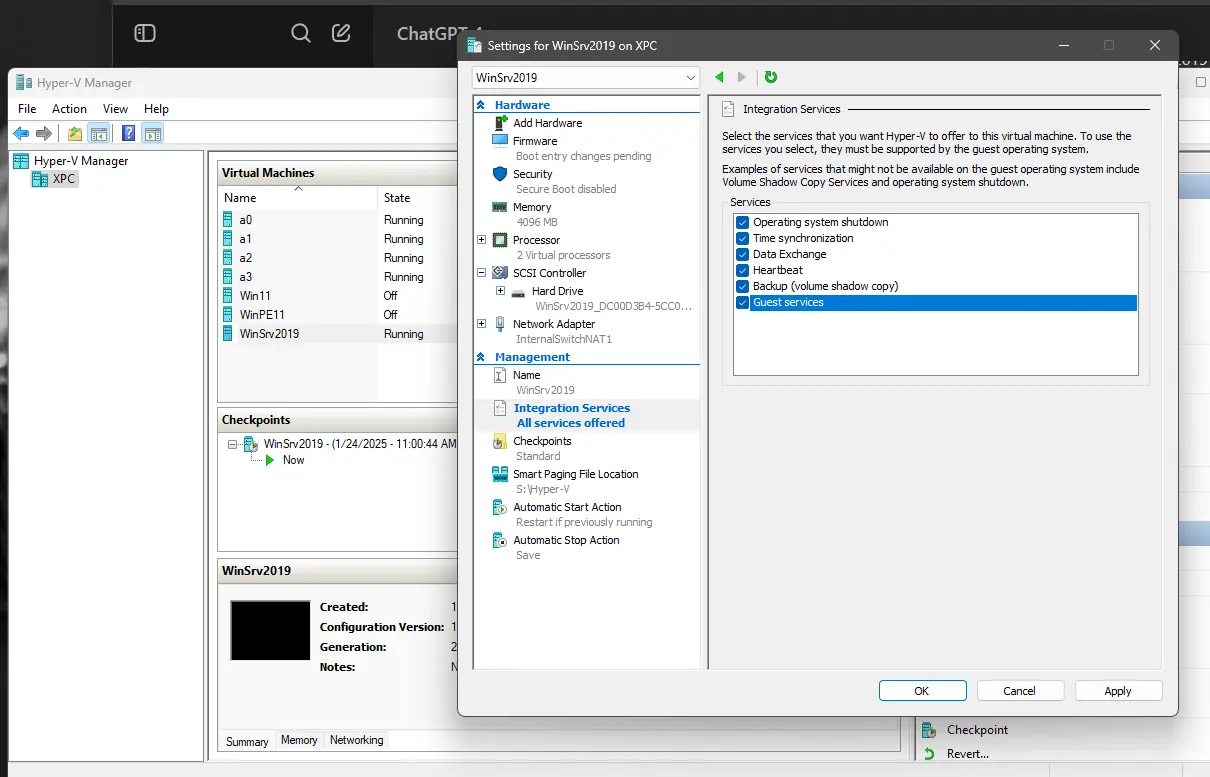 ChatGPT 4
Hyper-V Manager
File Action View Help
Hyper-V Manager
XPC
Virtual Machines
Name State
a0 Running
a1 Running
a2 Running
a3 Running
Win11 Off
WinPE11 Off
WinSrv2019 Running
Checkpoints
WinSrv2019 - (1/24/2025 - 11:00:44 AM
Now
WinSrv2019
Created: 1
Configuration Version: 1
Generation: 2
Notes: N
Summary Memory Networking
Settings for WinSrv2019 on XPC
WinSrv2019
Hardware
Add Hardware
Firmware
Boot entry changes pending
Security
Secure Boot disabled
Memory
4096 MB
Processor
2 Virtual processors
SCSI Controller
Hard Drive
WinSrv2019_DC00D3B4-5CC0...
Network Adapter
InternalSwitchNAT1
Management
Name
WinSrv2019
Integration Services
All services offered
Checkpoints
Standard
Smart Paging File Location
S:\Hyper-V
Automatic Start Action
Restart if previously running
Automatic Stop Action
Save
Integration Services
Select the services that you want Hyper-V to offer to this virtual machine. To use the
services you select, they must be supported by the guest operating system.
Examples of services that might not be available on the guest operating system include
Volume Shadow Copy Services and operating system shutdown.
Services
Operating system shutdown
Time synchronization
Data Exchange
Heartbeat
Backup (volume shadow copy)
Guest services
OK Cancel Apply
Checkpoint
Revert...